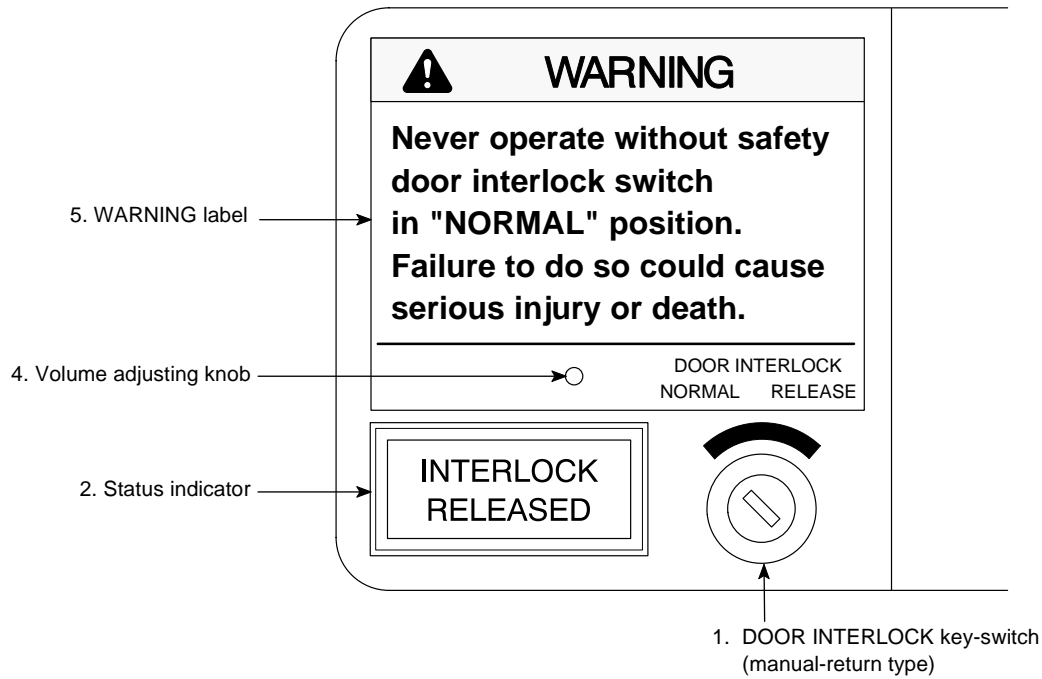 WARNING
Never operate without safety
door interlock switch
in "NORMAL" position.
Failure to do so could cause
serious injury or death.
5. WARNING label
4. Volume adjusting knob
DOOR INTERLOCK
NORMAL RELEASE
2. Status indicator
INTERLOCK
RELEASED
1. DOOR INTERLOCK key-switch
(manual-return type)